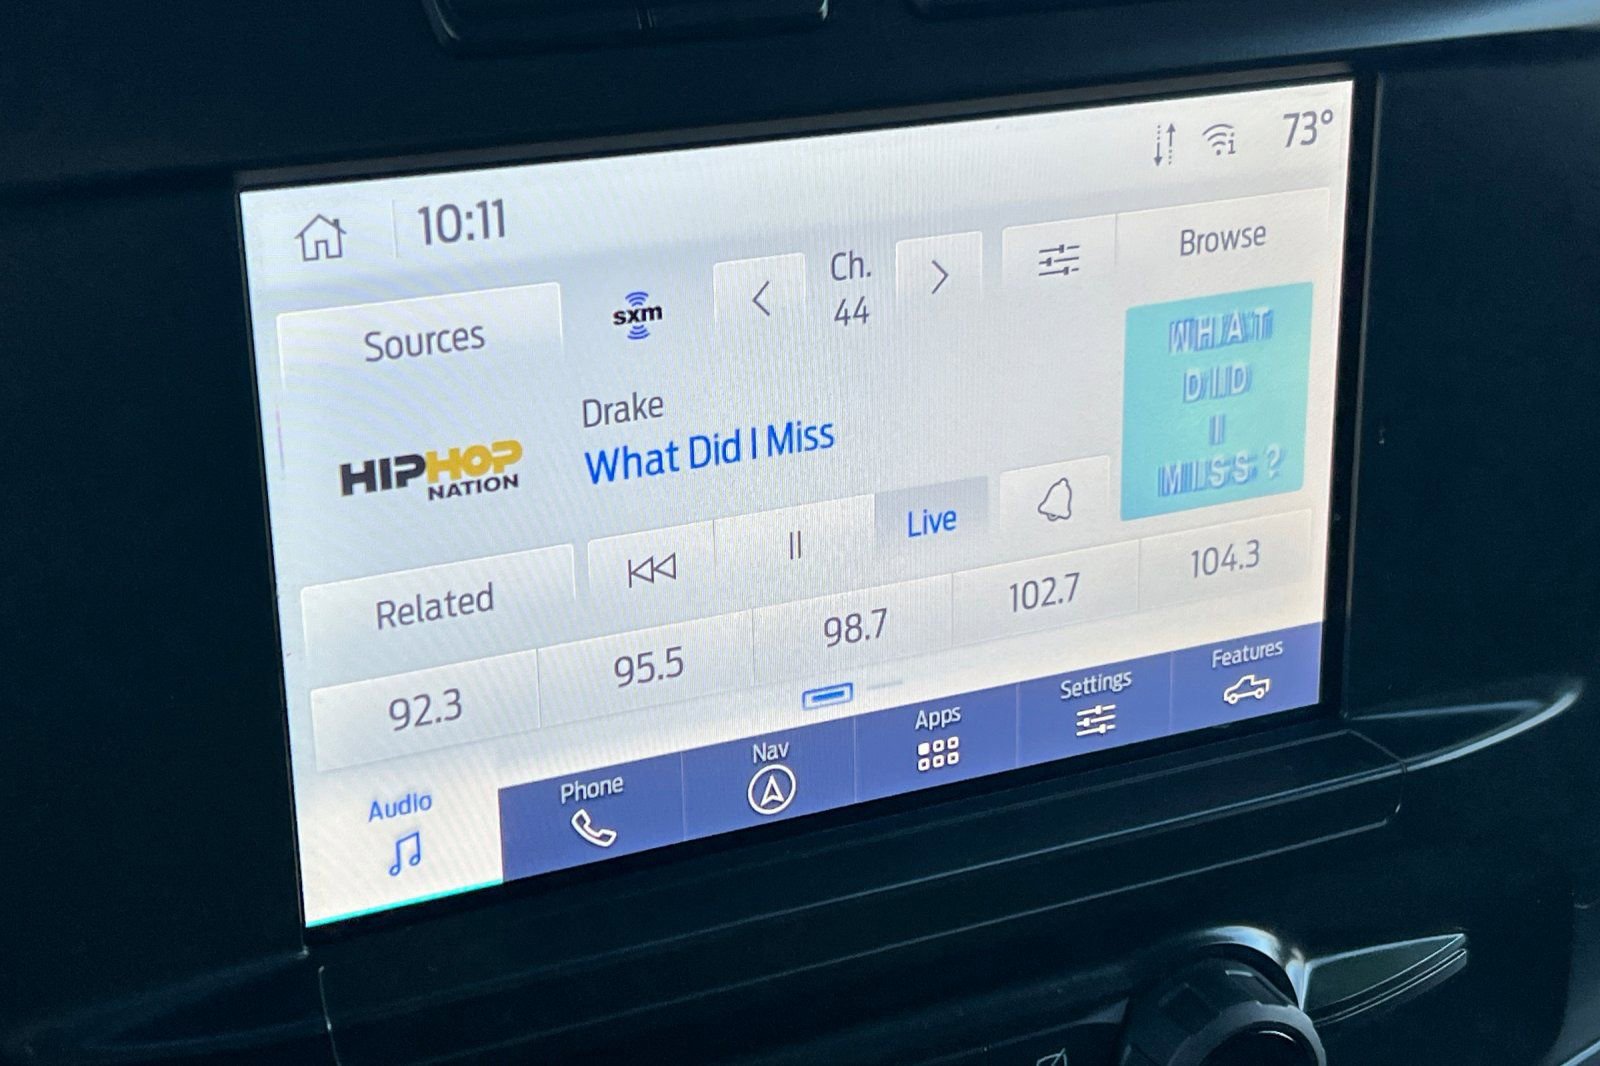 10:11
73°
Sources
sxm
Ch.
44
Browse
HIPHOP
NATION
Drake
What Did I Miss
WHAT
DID
I
MISS?
Related
Live
92.3
95.5
98.7
102.7
104.3
Audio
Phone
Nav
Apps
Settings
Features